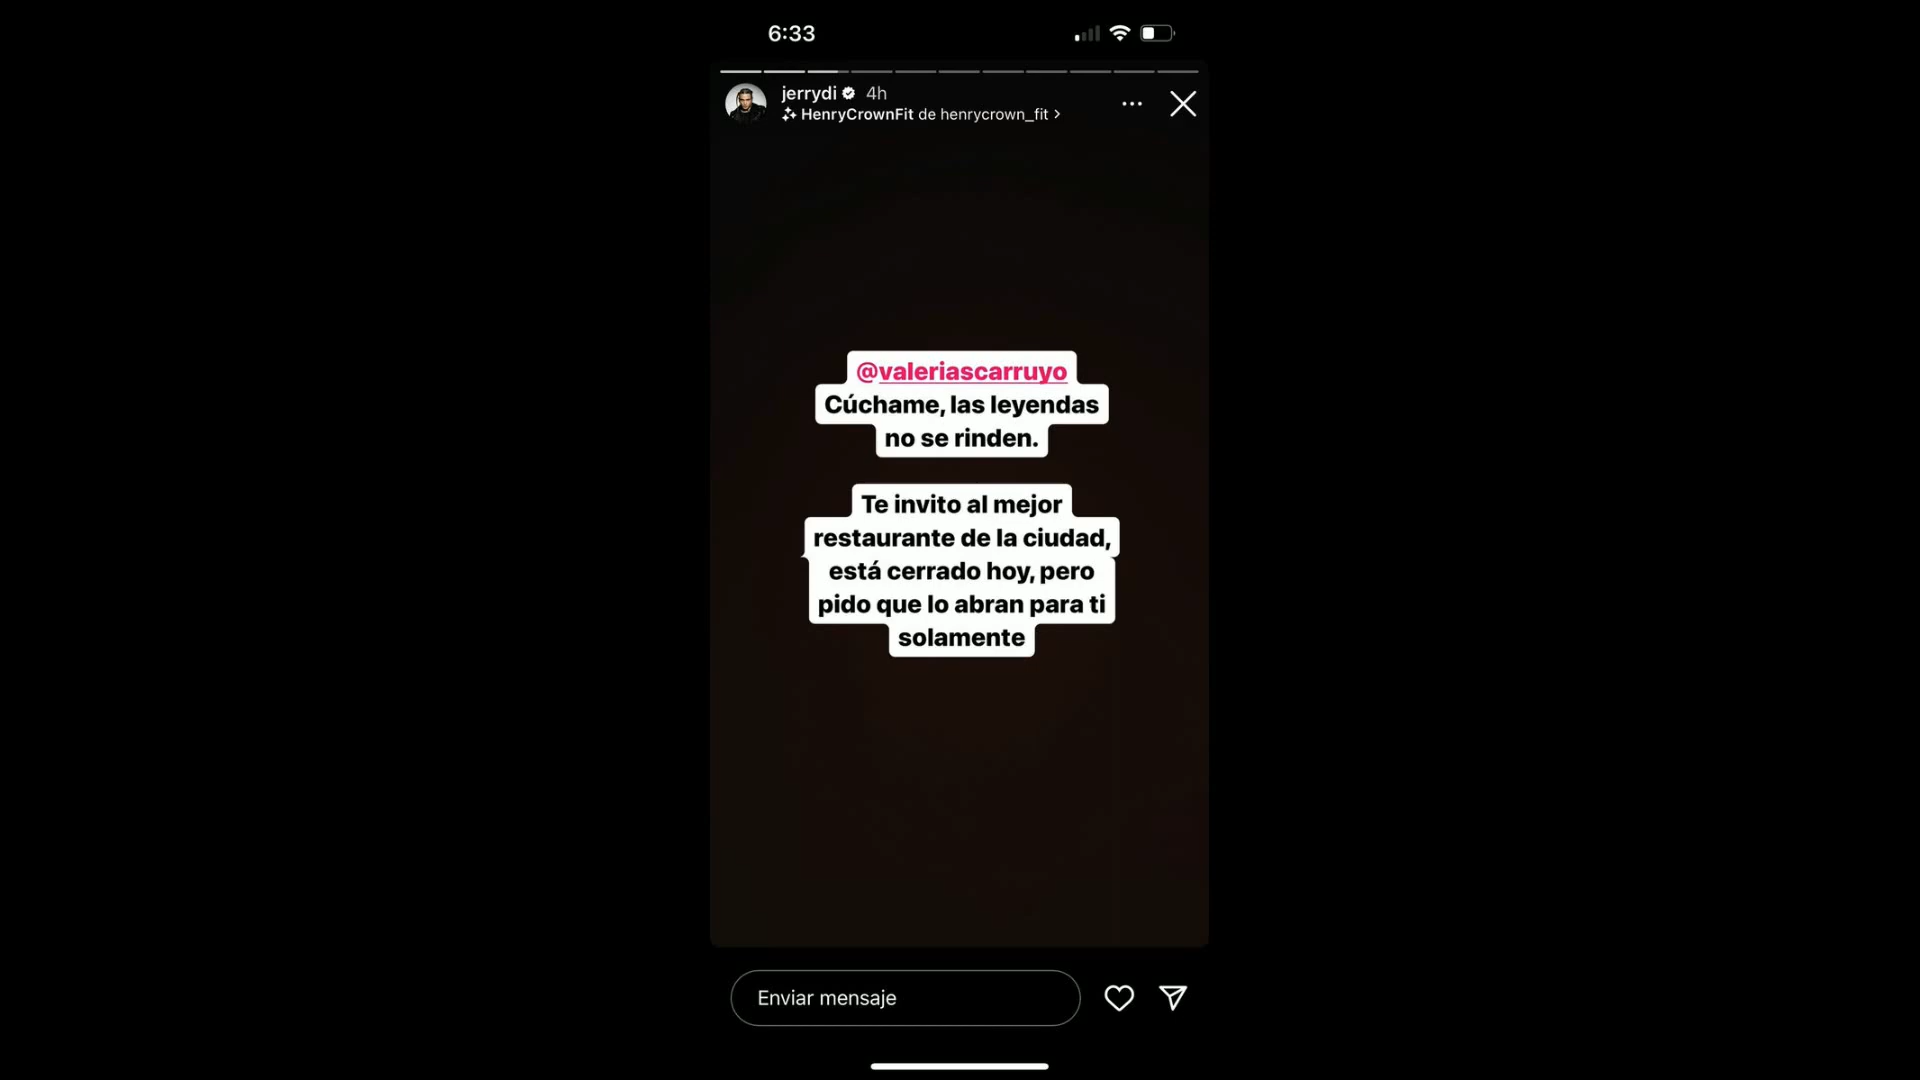 6:33
jerrydi 4h
HenryCrownFit de henrycrown_fit >
@valeriascarruyo
Cúchame, las leyendas
no se rinden.
Te invito al mejor
restaurante de la ciudad,
está cerrado hoy, pero
pido que lo abran para ti
solamente
Enviar mensaje